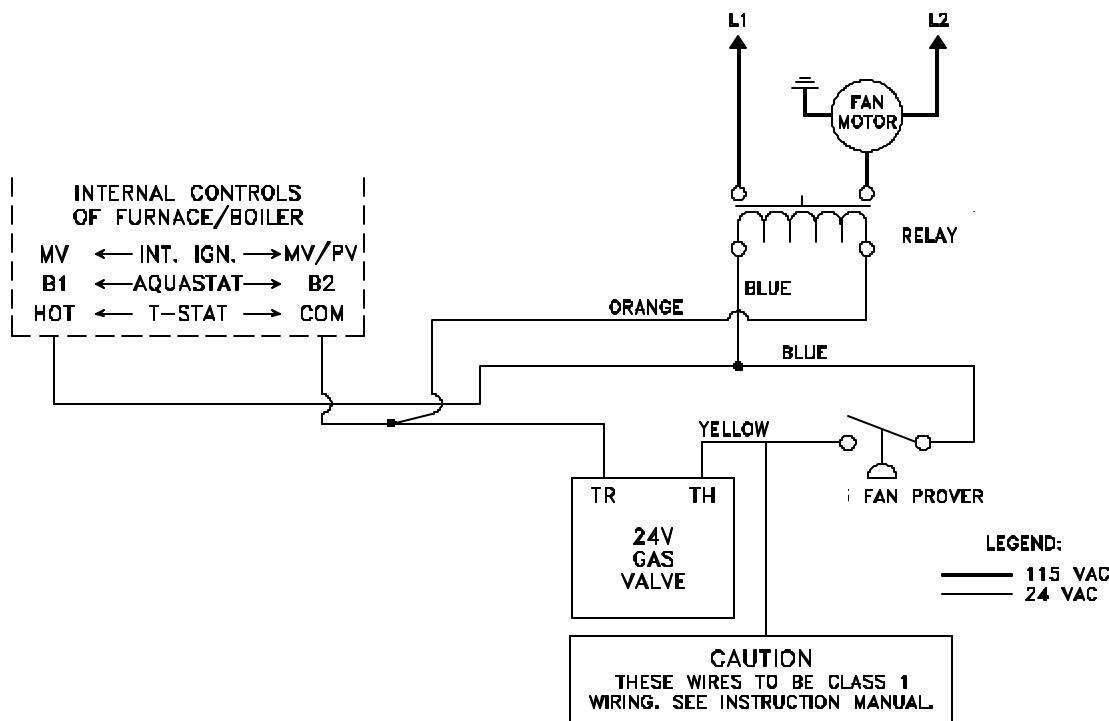 L1
L2
FAN
MOTOR
INTERNAL CONTROLS
OF FURNACE/BOILER
MV ← INT. IGN. → MV/PV
B1 ← AQUASTAT → B2
HOT ← T-STAT → COM
RELAY
BLUE
ORANGE
BLUE
YELLOW
TR TH
24V
GAS
VALVE
FAN PROVER
LEGEND:
115 VAC
24 VAC
CAUTION
THESE WIRES TO BE CLASS 1
WIRING. SEE INSTRUCTION MANUAL.